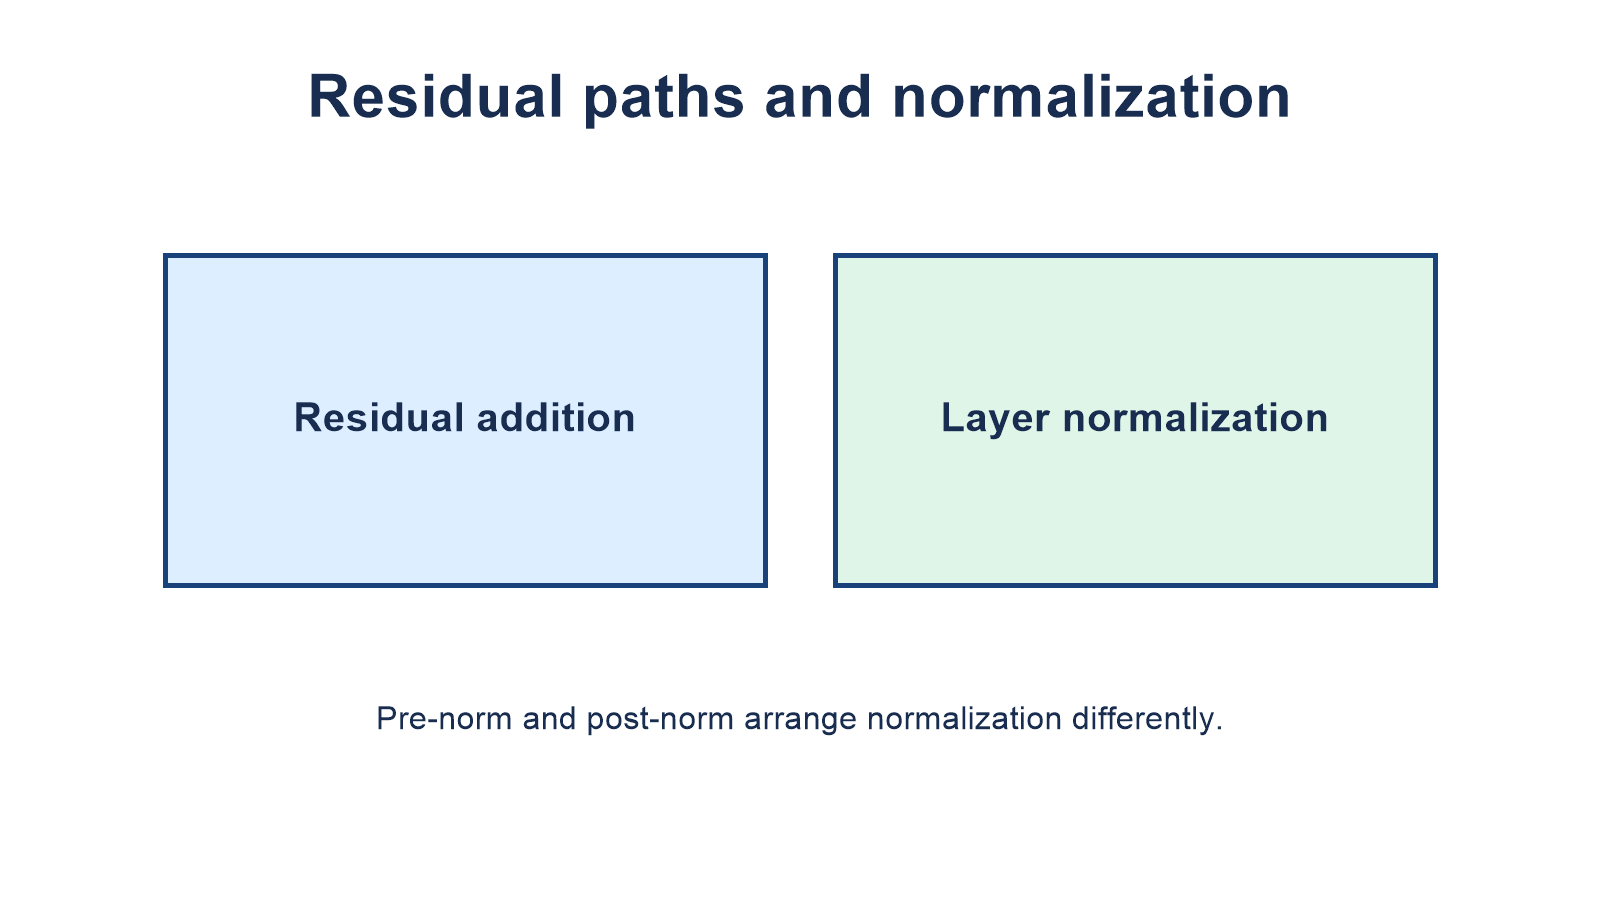 Residual paths and normalization
Residual addition
Layer normalization
Pre-norm and post-norm arrange normalization differently.